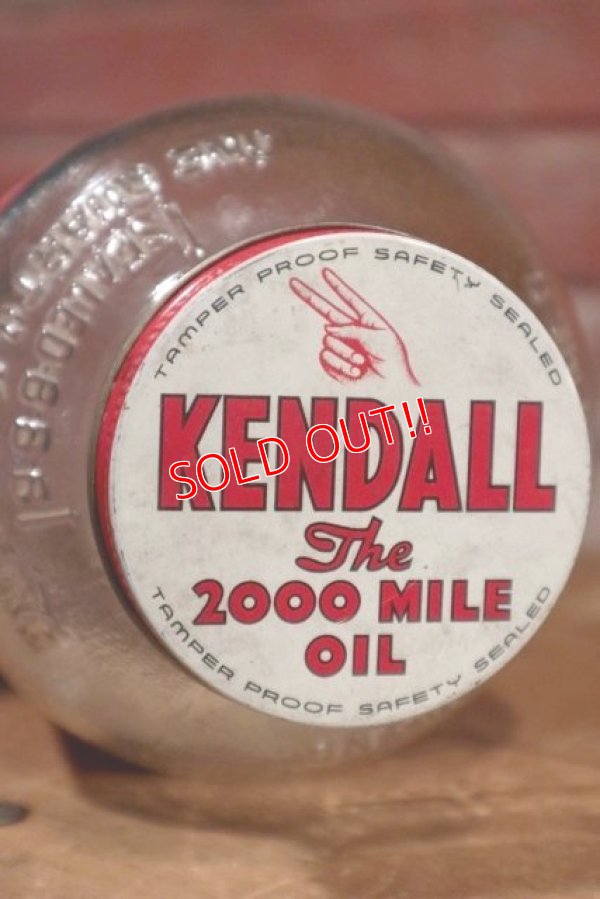 TAMPER PROOF SAFETY SEALED
KENDALL
SOLD OUT!!
The
2000 MILE
OIL
TAMPER PROOF SAFETY SEALED